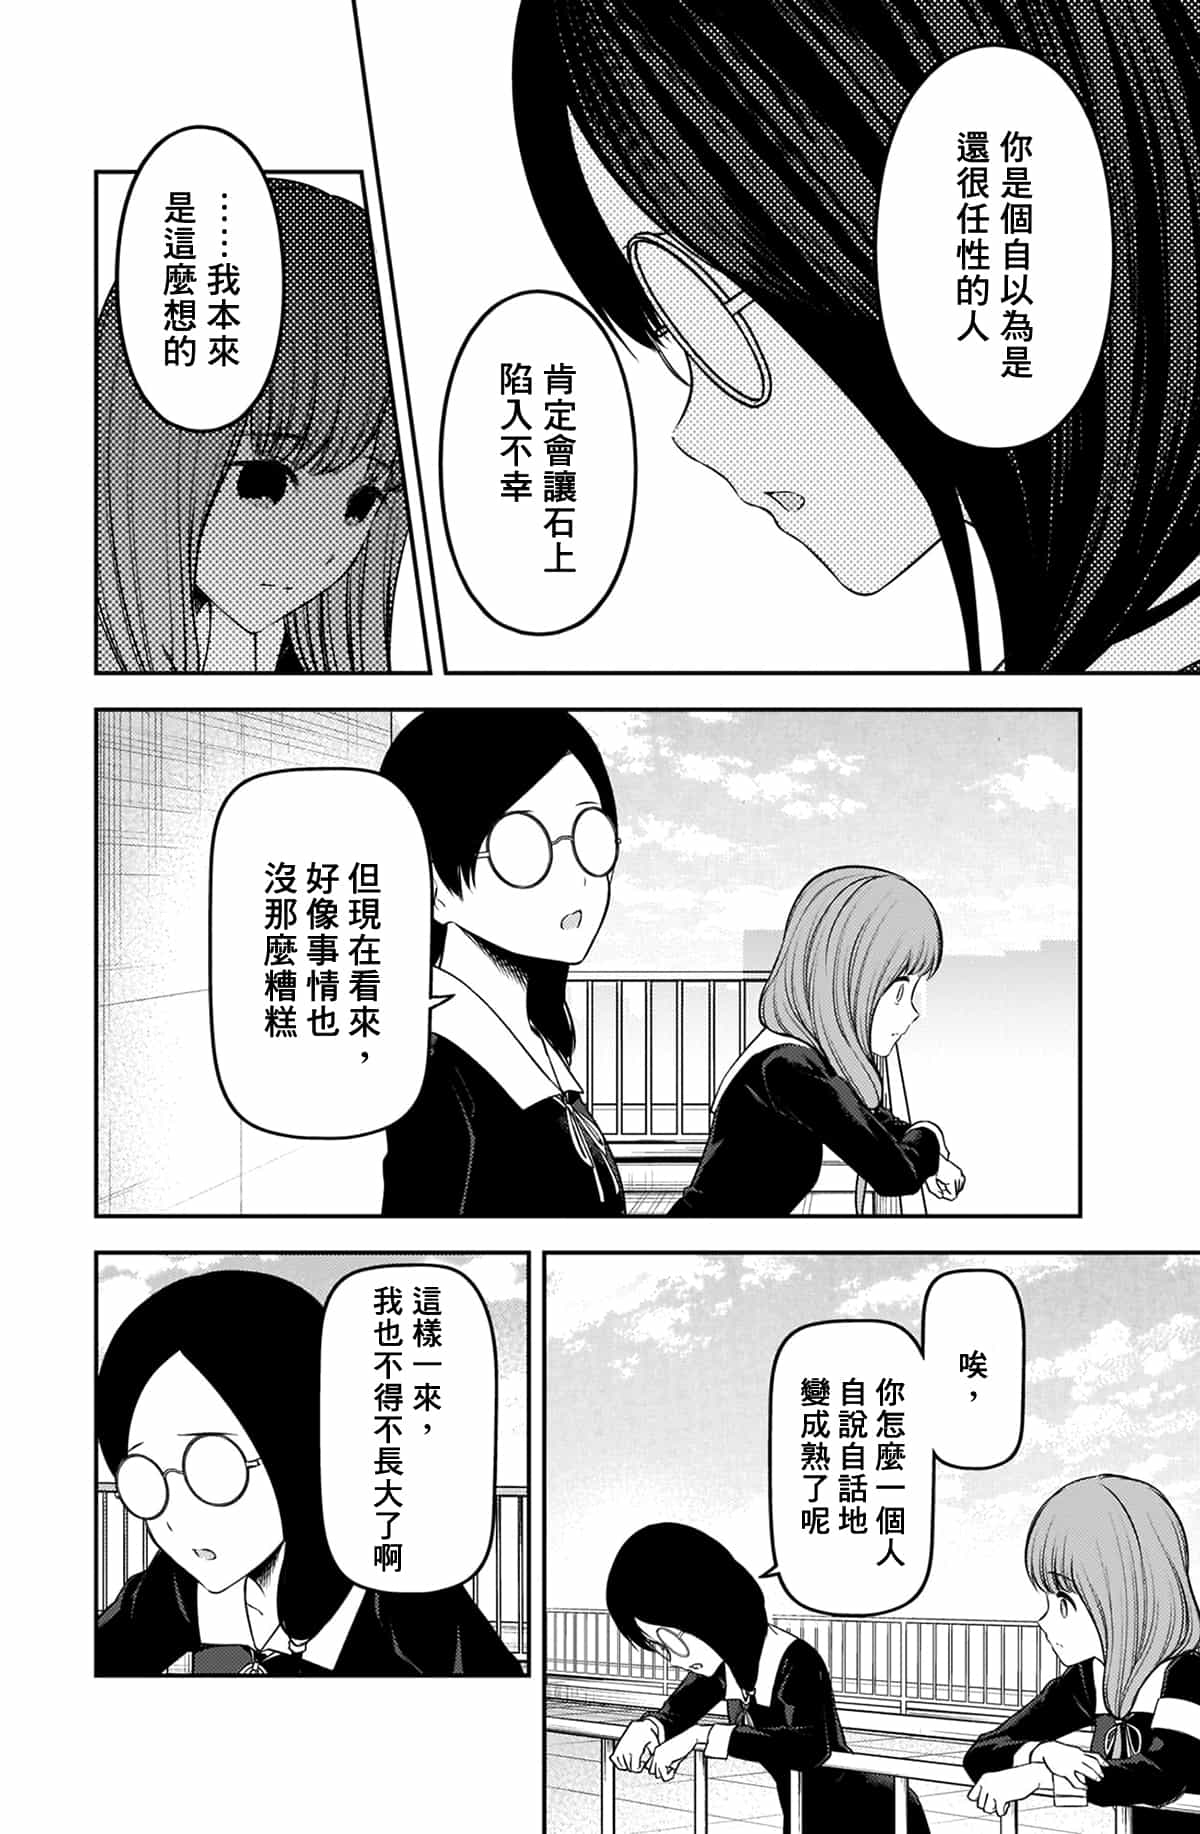 你是個自以為是
還很任性的人
肯定會讓石上
陷入不幸
……我本來
是這麼想的
但現在看來，
好像事情也
沒那麼糟糕
唉，
你怎麼一個人
自說自話地
變成熟了呢
這樣一來，
我也不得不長大了啊